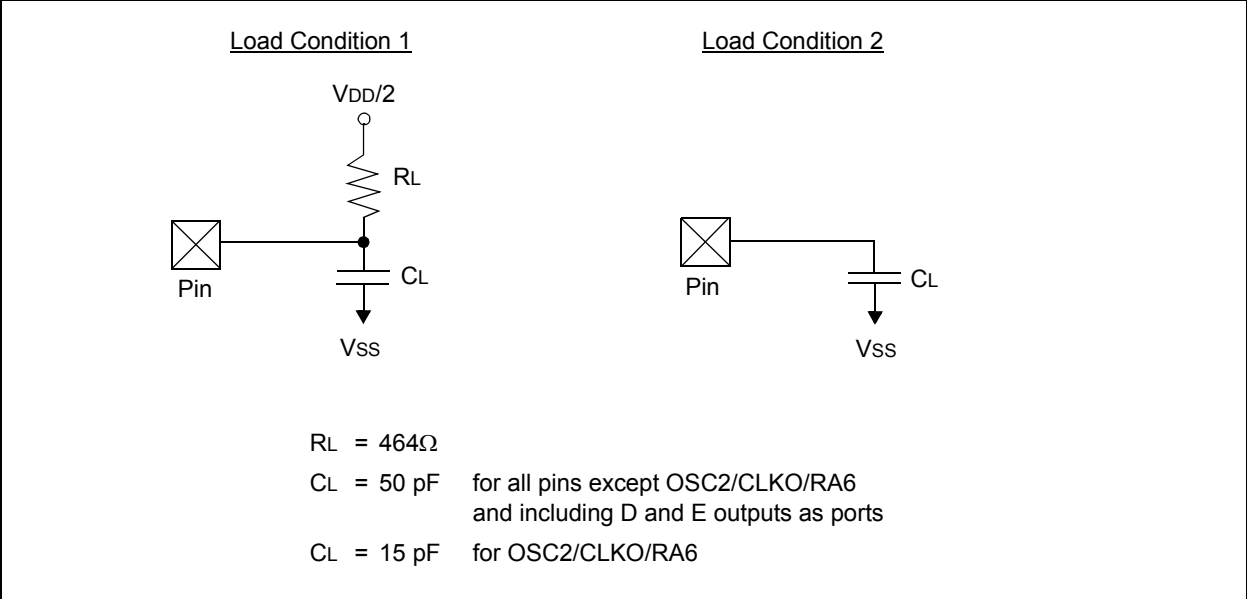 Load Condition 1
VDD/2
RL
Pin
CL
VSS
Load Condition 2
Pin
CL
VSS
RL = 464Ω
CL = 50 pF for all pins except OSC2/CLKO/RA6
and including D and E outputs as ports
CL = 15 pF for OSC2/CLKO/RA6